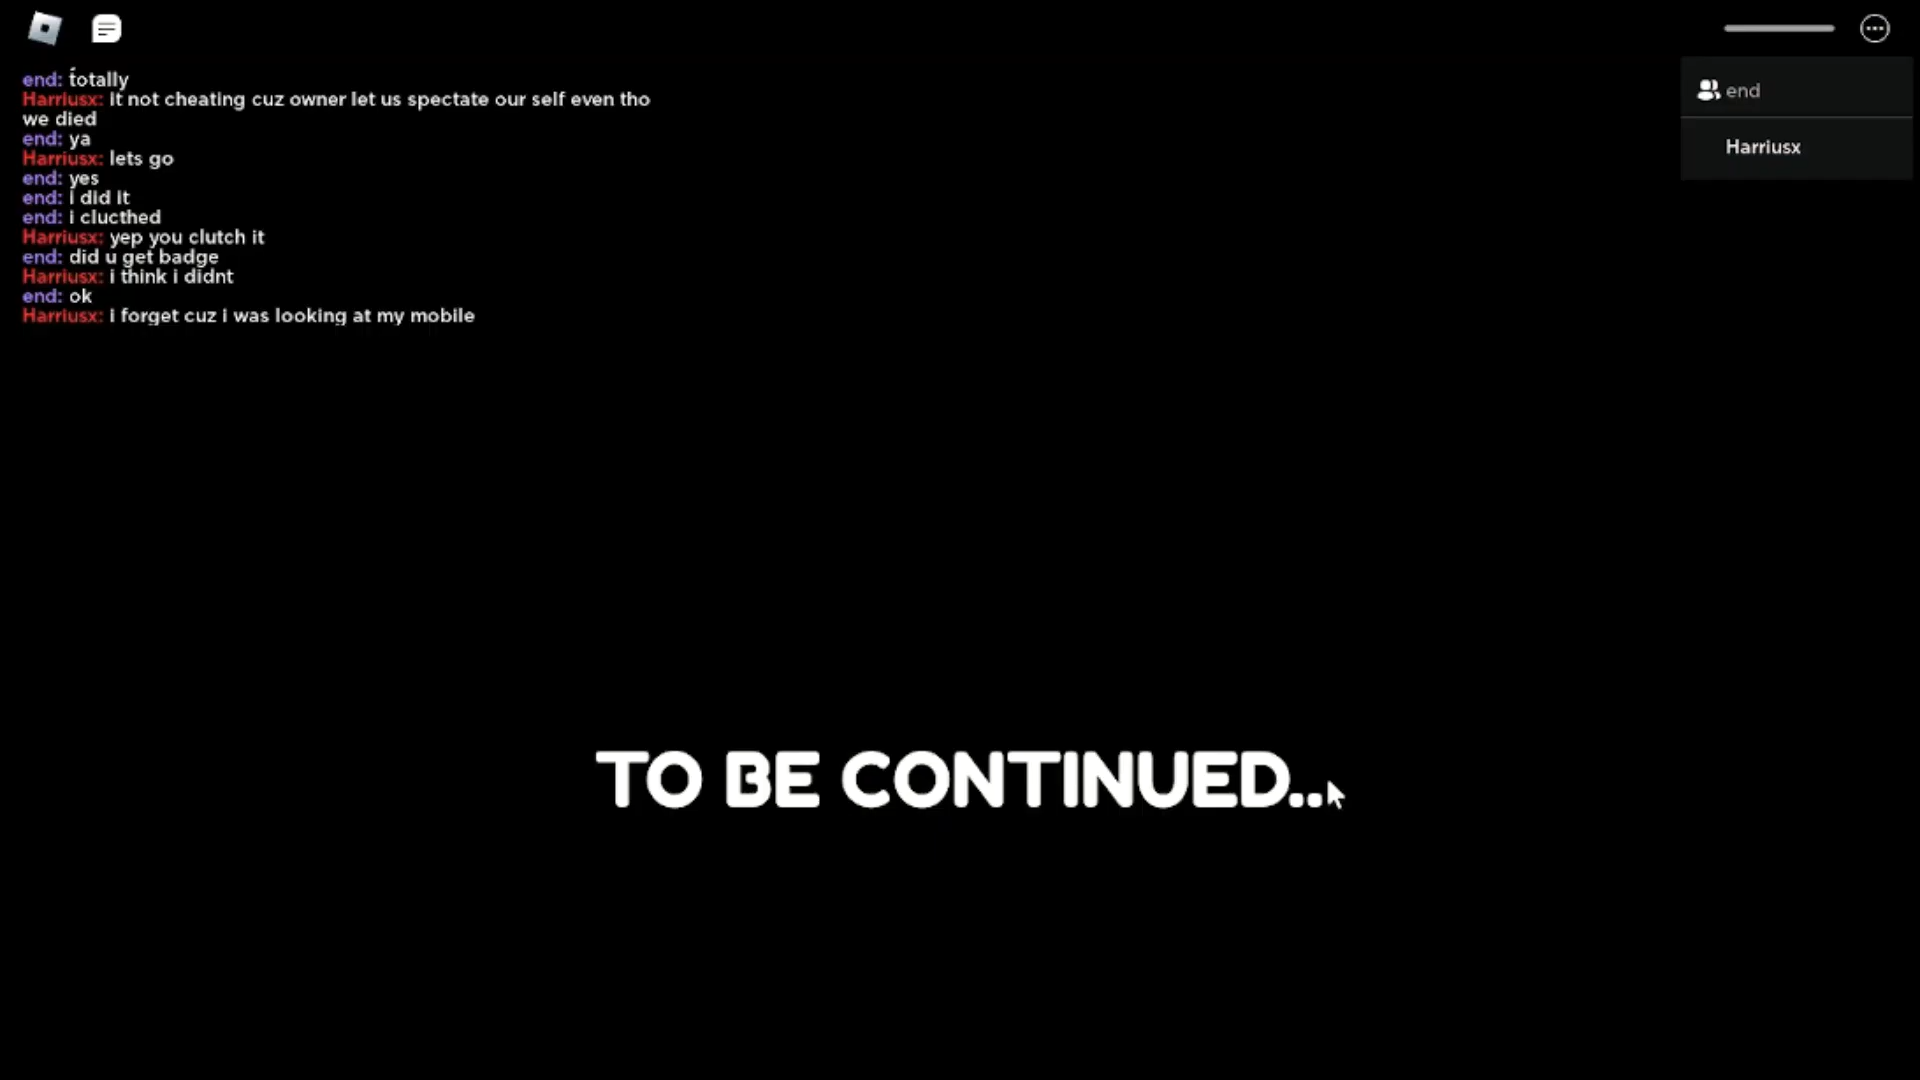 end: totally
Harriusx: it not cheating cuz owner let us spectate our self even tho
we died
end: ya
Harriusx: lets go
end: yes
end: i did it
end: i clucthed
Harriusx: yep you clutch it
end: did u get badge
Harriusx: i think i didnt
end: ok
Harriusx: i forget cuz i was looking at my mobile
end
Harriusx
TO BE CONTINUED..